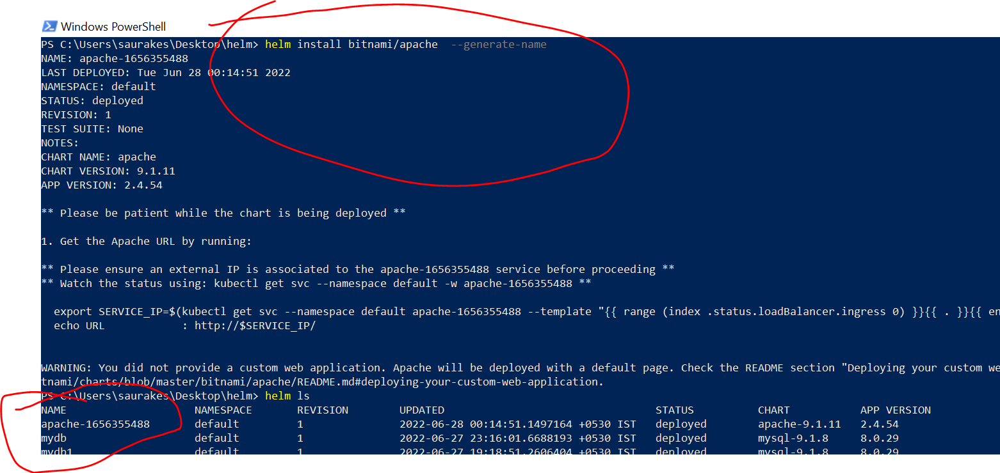 Windows PowerShell
PS C:\Users\saurakes\Desktop\helm> helm install bitnami/apache  --generate-name
NAME: apache-1656355488
LAST DEPLOYED: Tue Jun 28 00:14:51 2022
NAMESPACE: default
STATUS: deployed
REVISION: 1
TEST SUITE: None
NOTES:
CHART NAME: apache
CHART VERSION: 9.1.11
APP VERSION: 2.4.54
** Please be patient while the chart is being deployed **
1. Get the Apache URL by running:
** Please ensure an external IP is associated to the apache-1656355488 service before proceeding **
** Watch the status using: kubectl get svc --namespace default -w apache-1656355488 **
export SERVICE_IP=$(kubectl get svc --namespace default apache-1656355488 --template "{{ range (index .status.loadBalancer.ingress 0) }}{{ . }}{{ en
echo URL            : http://$SERVICE_IP/
WARNING: You did not provide a custom web application. Apache will be deployed with a default page. Check the README section "Deploying your custom we
tnami/charts/blob/master/bitnami/apache/README.md#deploying-your-custom-web-application.
PS C:\Users\saurakes\Desktop\helm> helm ls
NAME NAMESPACE REVISION UPDATED STATUS CHART APP VERSION
apache-1656355488 default 1 2022-06-28 00:14:51.1497164 +0530 IST deployed apache-9.1.11 2.4.54
mydb default 1 2022-06-27 23:16:01.6688193 +0530 IST deployed mysql-9.1.8 8.0.29
mydb1 default 1 2022-06-27 19:18:51.2606404 +0530 IST deployed mysql-9.1.8 8.0.29